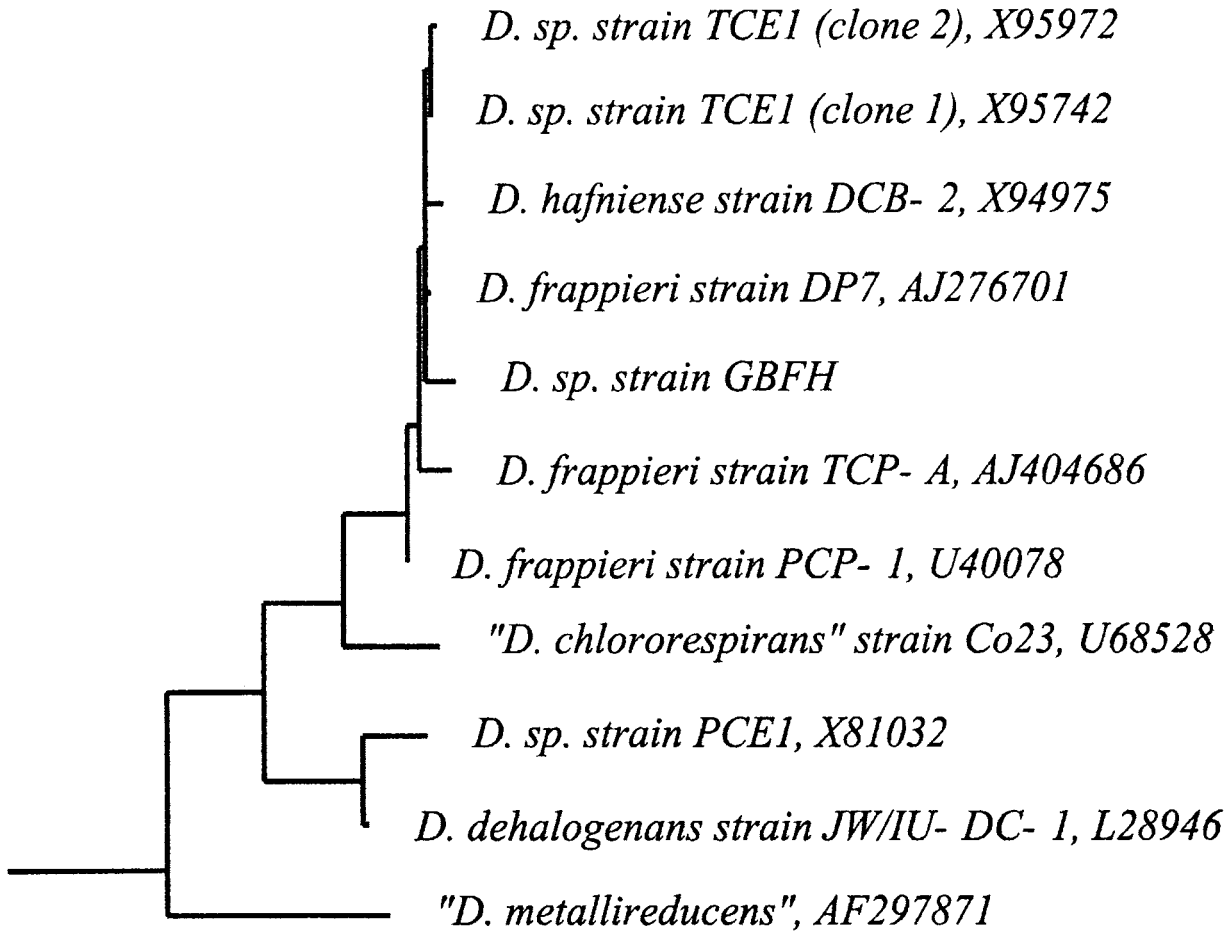 D. sp. strain TCE1 (clone 2), X95972
D. sp. strain TCE1 (clone 1), X95742
D. hafniense strain DCB- 2, X94975
D. frappieri strain DP7, AJ276701
D. sp. strain GBFH
D. frappieri strain TCP- A, AJ404686
D. frappieri strain PCP- 1, U40078
"D. chlororespirans" strain Co23, U68528
D. sp. strain PCE1, X81032
D. dehalogenans strain JW/IU- DC- 1, L28946
"D. metallireducens", AF297871